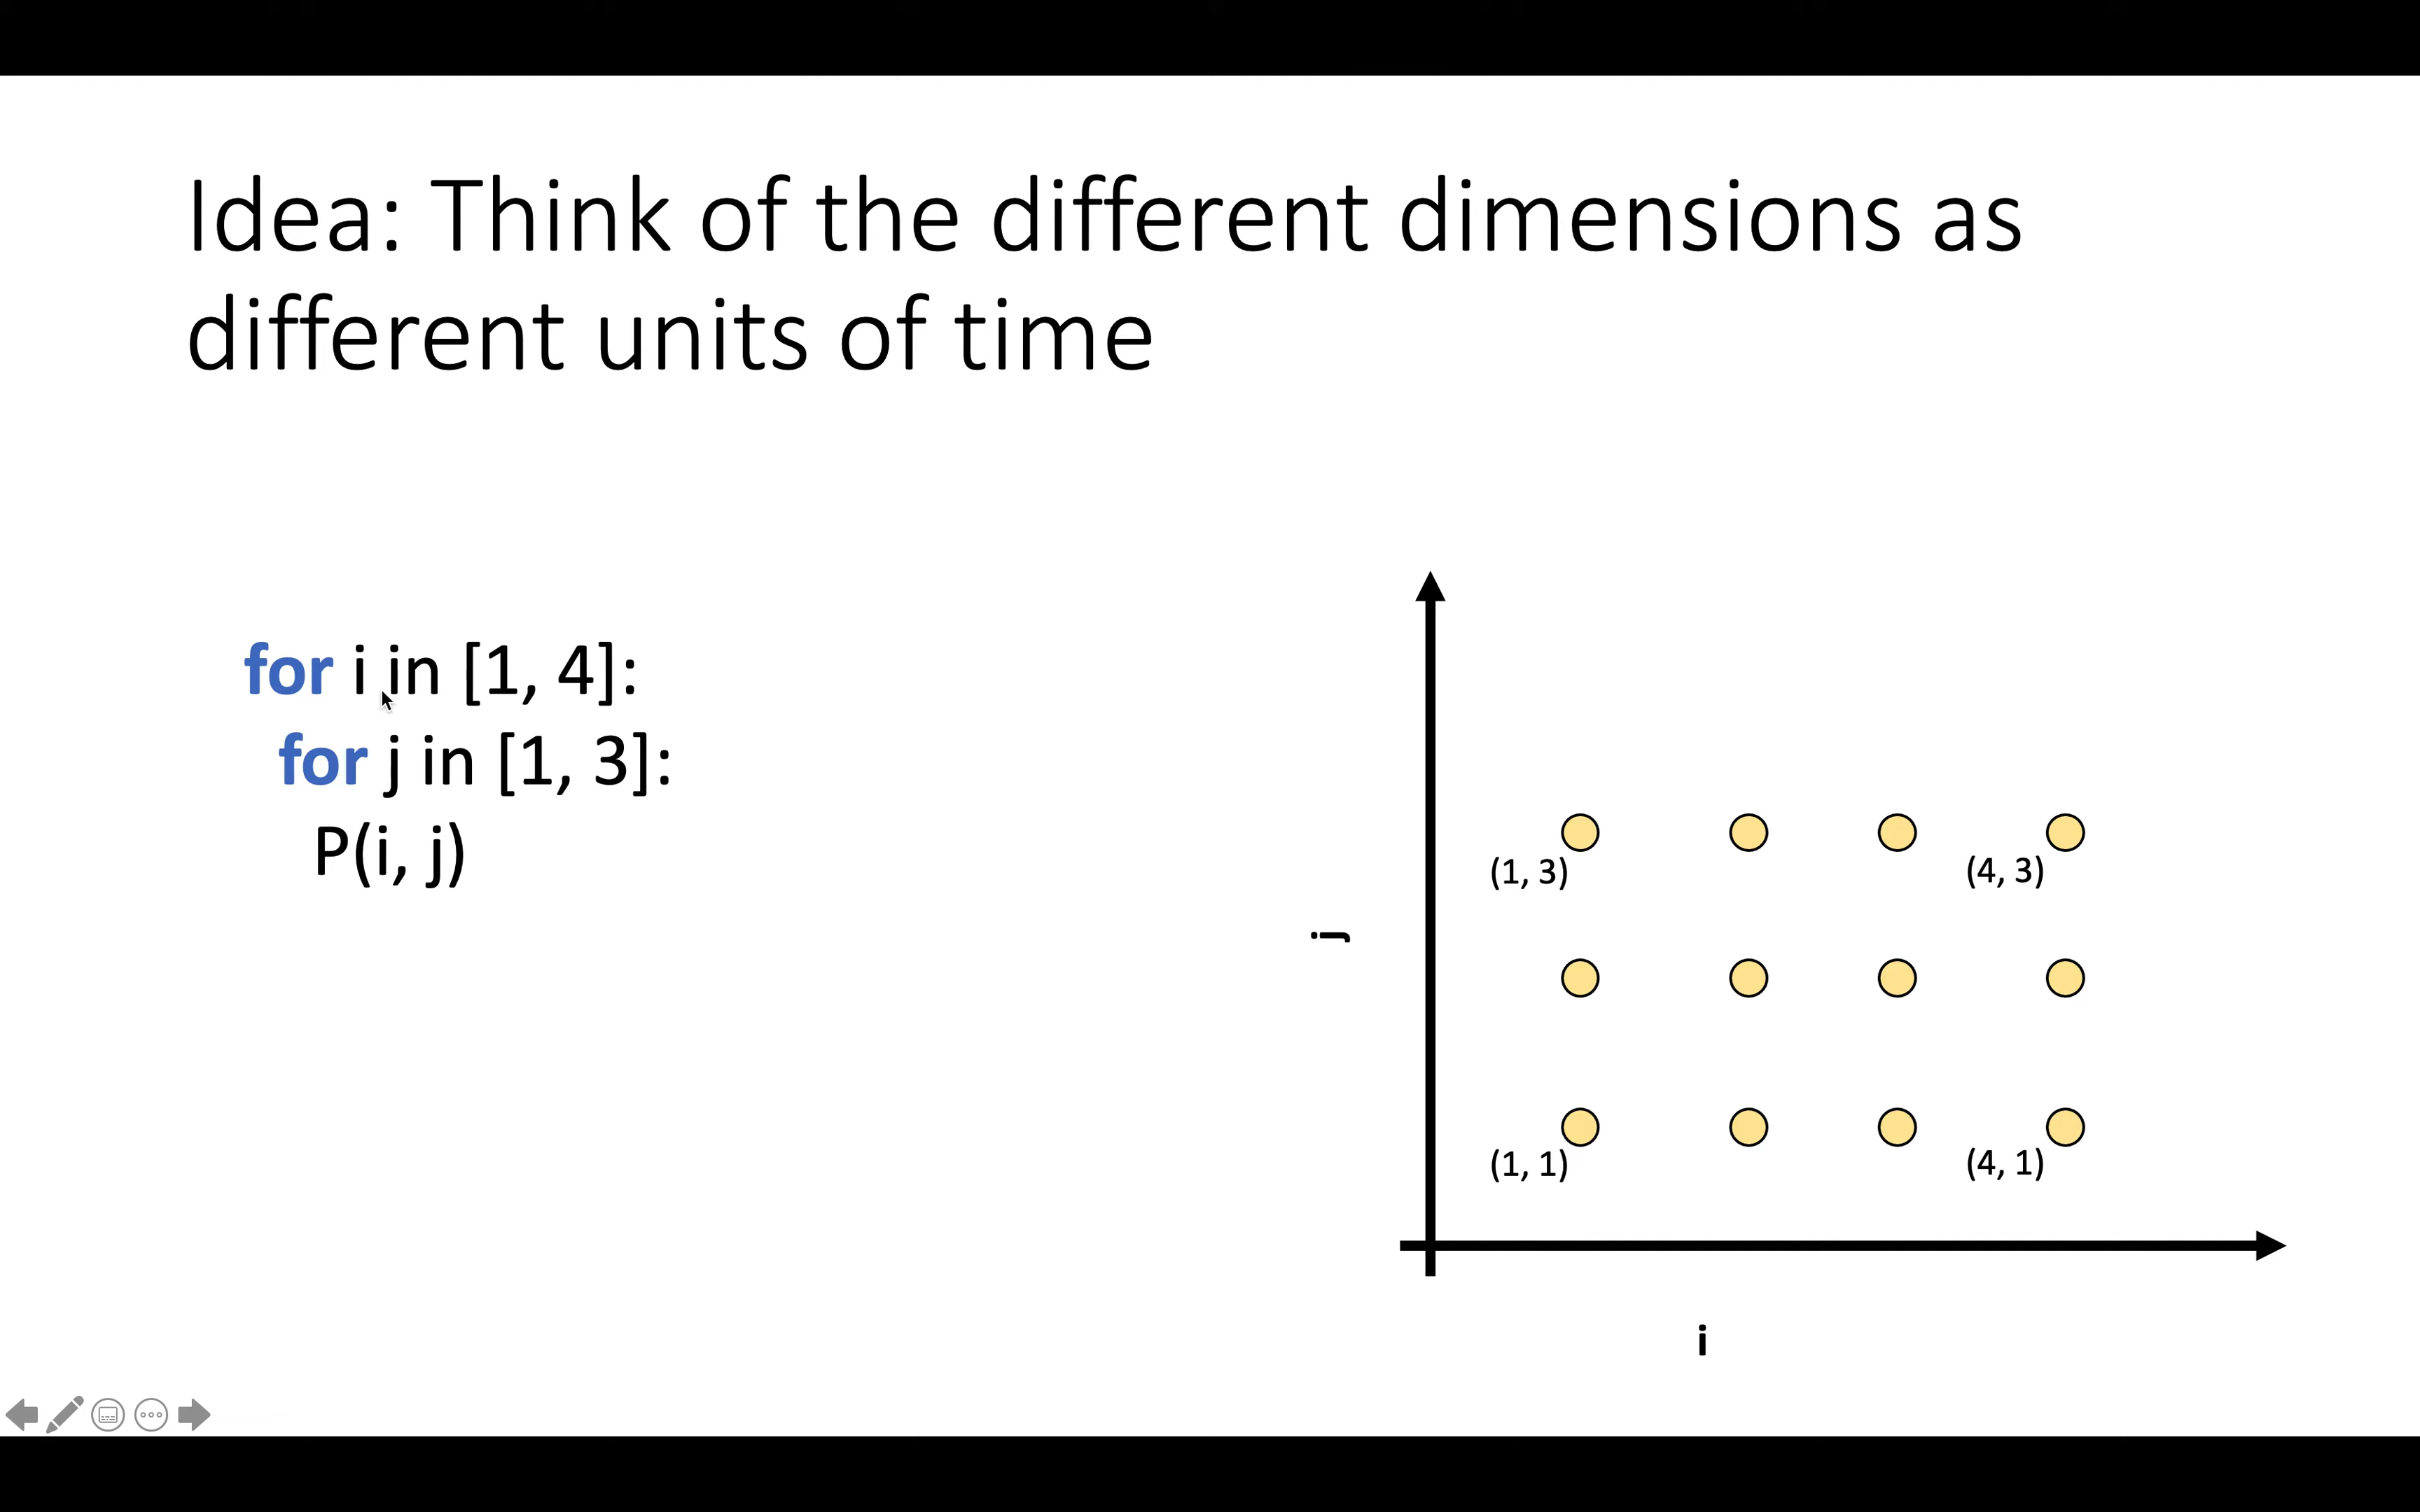 Idea: Think of the different dimensions as
different units of time
for i in [1, 4]:
for j in [1, 3]:
P(i, j)
j
(1, 3)
(4, 3)
(1, 1)
(4, 1)
i